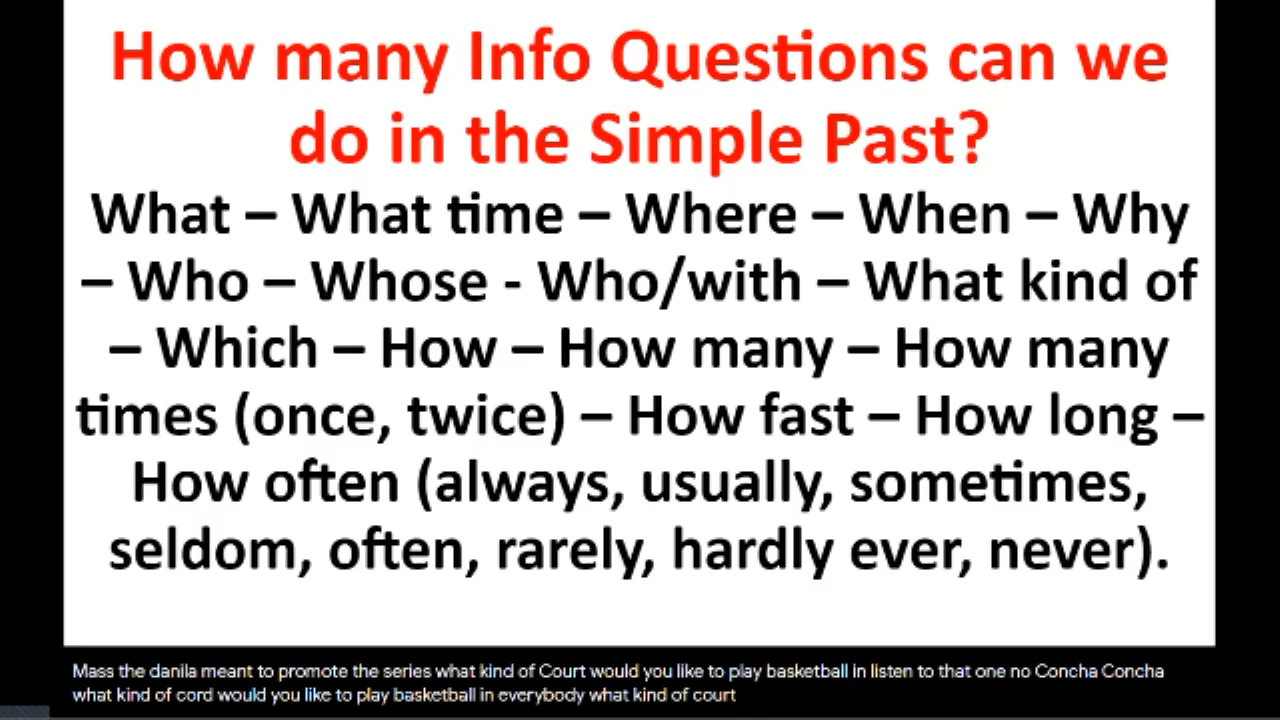 How many Info Questions can we
do in the Simple Past?
What – What time – Where – When – Why
– Who – Whose - Who/with – What kind of
– Which – How – How many – How many
times (once, twice) – How fast – How long –
How often (always, usually, sometimes,
seldom, often, rarely, hardly ever, never).
Mass the danila meant to promote the series what kind of Court would you like to play basketball in listen to that one no Concha Concha
what kind of cord would you like to play basketball in everybody what kind of court